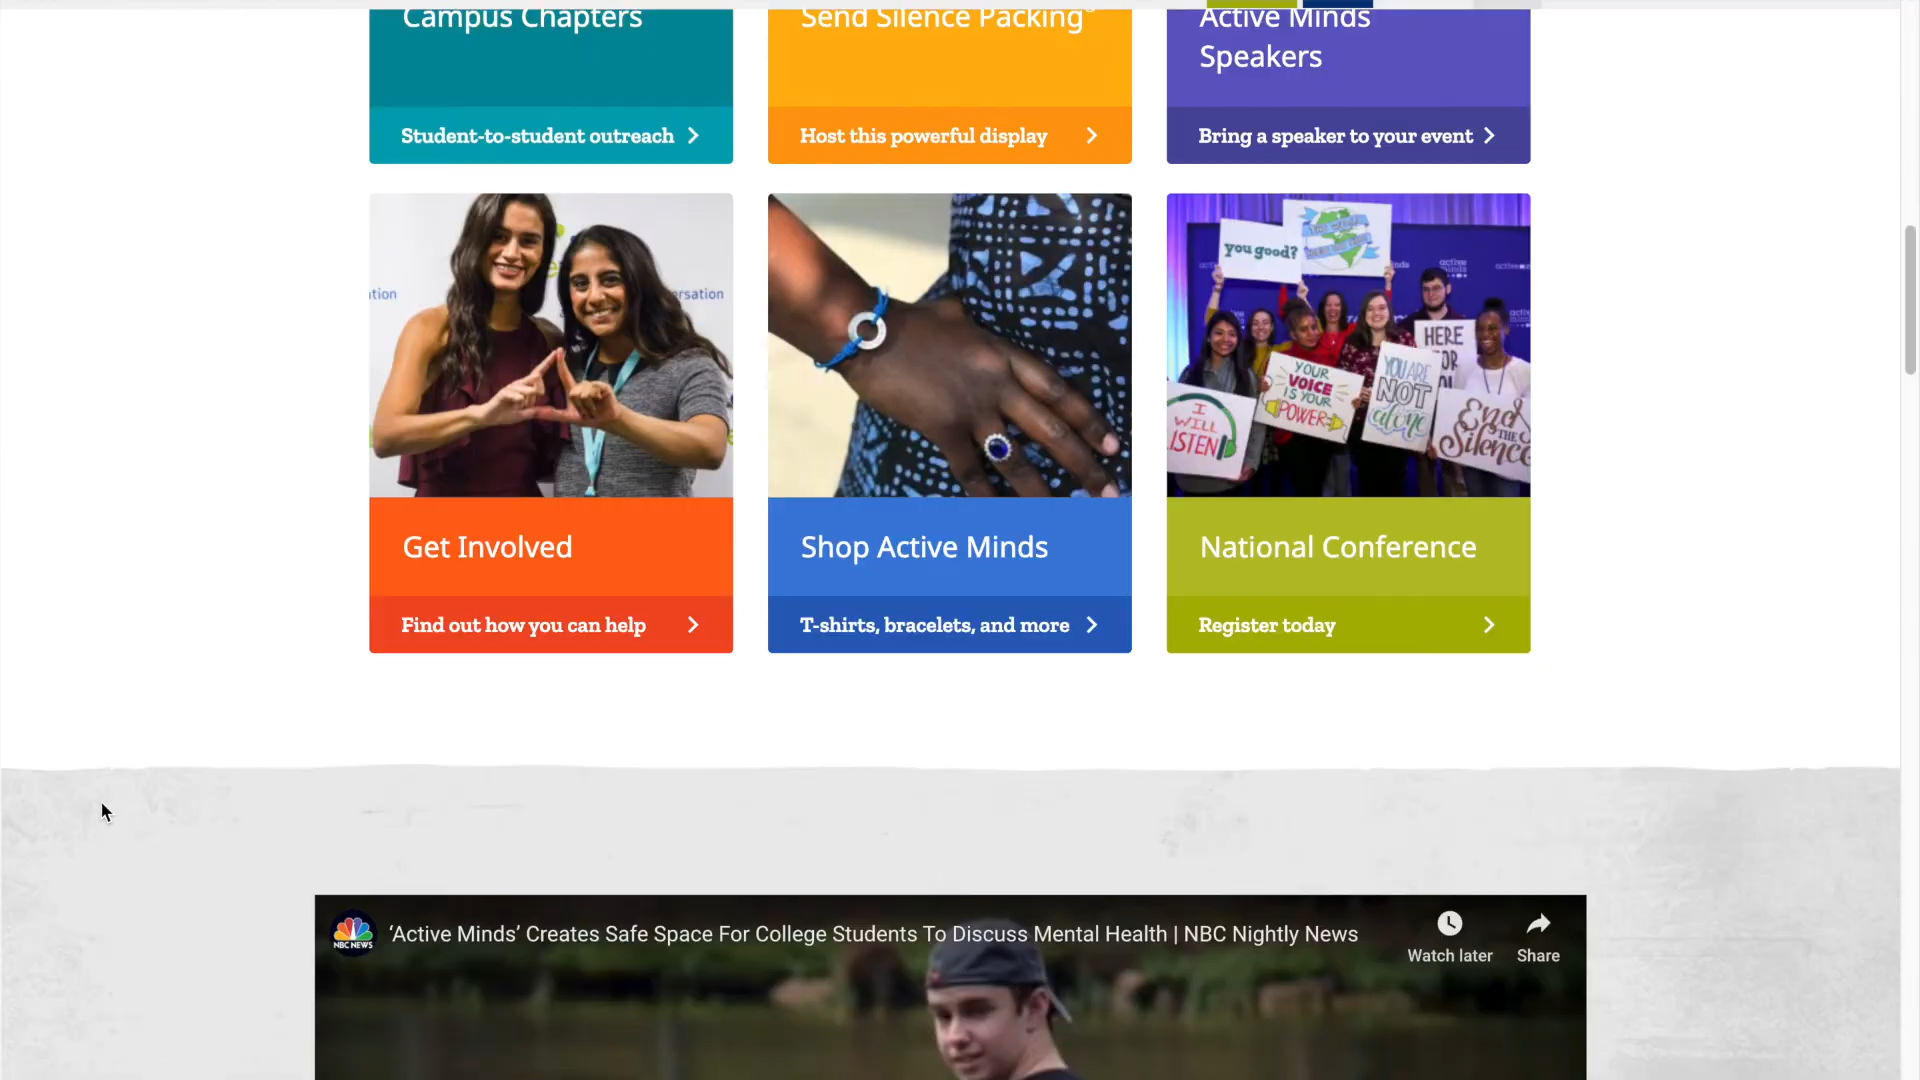 Campus Chapters
Send Silence Packing®
Active Minds
Speakers
Student-to-student outreach
Host this powerful display
Bring a speaker to your event
tion
ersation
you good?
active
minds
HERE
YOUR
VOICE
IS YOUR
POWER
YOU ARE
NOT
alone
I
WILL
LISTEN
End
THE
Silence
Get Involved
Shop Active Minds
National Conference
Find out how you can help
T-shirts, bracelets, and more
Register today
NBC NEWS
‘Active Minds’ Creates Safe Space For College Students To Discuss Mental Health | NBC Nightly News
Watch later
Share